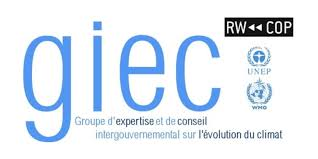 giec
RW◄◄COP
UNEP
WMO
Groupe d'expertise et de conseil
intergouvernemental sur l'évolution du climat